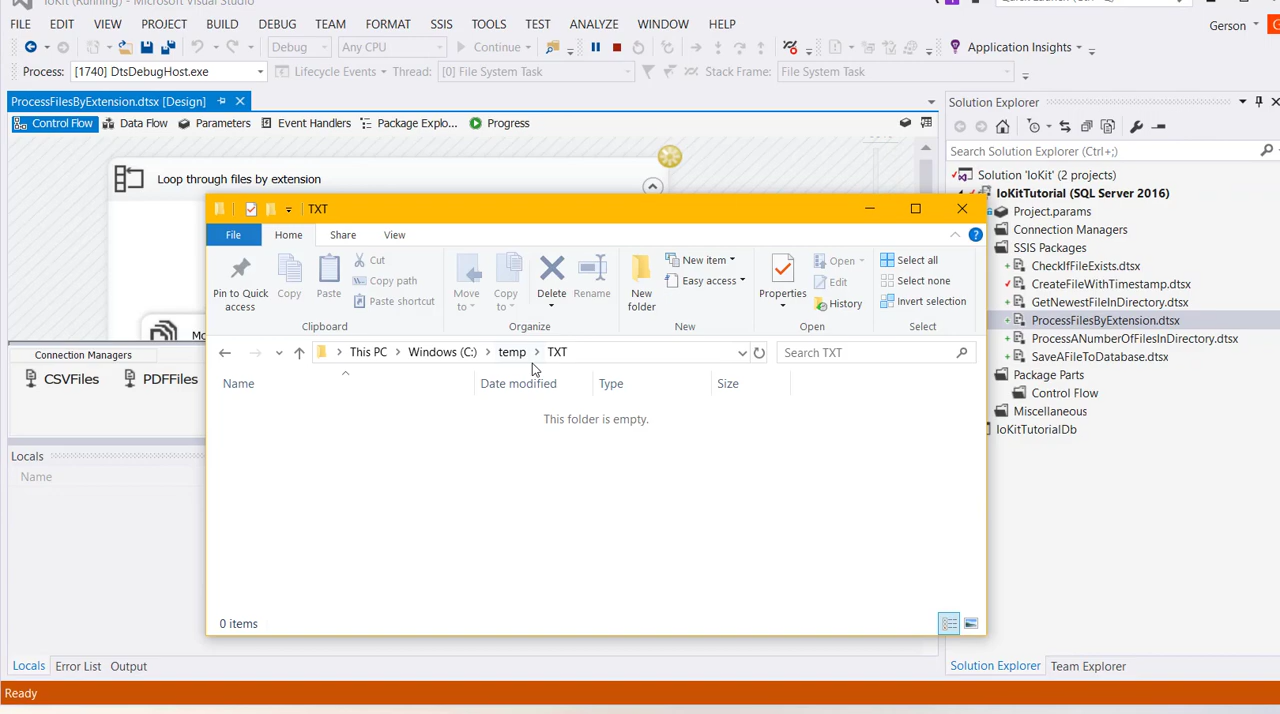 IoKit (Running) - Microsoft Visual Studio
FILE EDIT VIEW PROJECT BUILD DEBUG TEAM FORMAT SSIS TOOLS TEST ANALYZE WINDOW HELP
Gerson
Debug Any CPU Continue Application Insights
Process: [1740] DtsDebugHost.exe Lifecycle Events Thread: [0] File System Task Stack Frame: File System Task
ProcessFilesByExtension.dtsx [Design]
Control Flow Data Flow Parameters Event Handlers Package Explo... Progress
Loop through files by extension
TXT
File Home Share View
Pin to Quick access
Copy
Paste
Cut
Copy path
Paste shortcut
Clipboard
Move to
Copy to
Delete
Rename
Organize
New folder
New item
Easy access
New
Properties
Open
Edit
History
Open
Select all
Select none
Invert selection
Select
This PC Windows (C:) temp TXT
Search TXT
Name Date modified Type Size
This folder is empty.
0 items
Connection Managers
CSVFiles PDFFiles
Locals
Name
Locals Error List Output
Ready
Solution Explorer
Search Solution Explorer (Ctrl+;)
Solution 'IoKit' (2 projects)
IoKitTutorial (SQL Server 2016)
Project.params
Connection Managers
SSIS Packages
CheckIfFileExists.dtsx
CreateFileWithTimestamp.dtsx
GetNewestFileInDirectory.dtsx
ProcessFilesByExtension.dtsx
ProcessANumberOfFilesInDirectory.dtsx
SaveAFileToDatabase.dtsx
Package Parts
Control Flow
Miscellaneous
IoKitTutorialDb
Solution Explorer Team Explorer